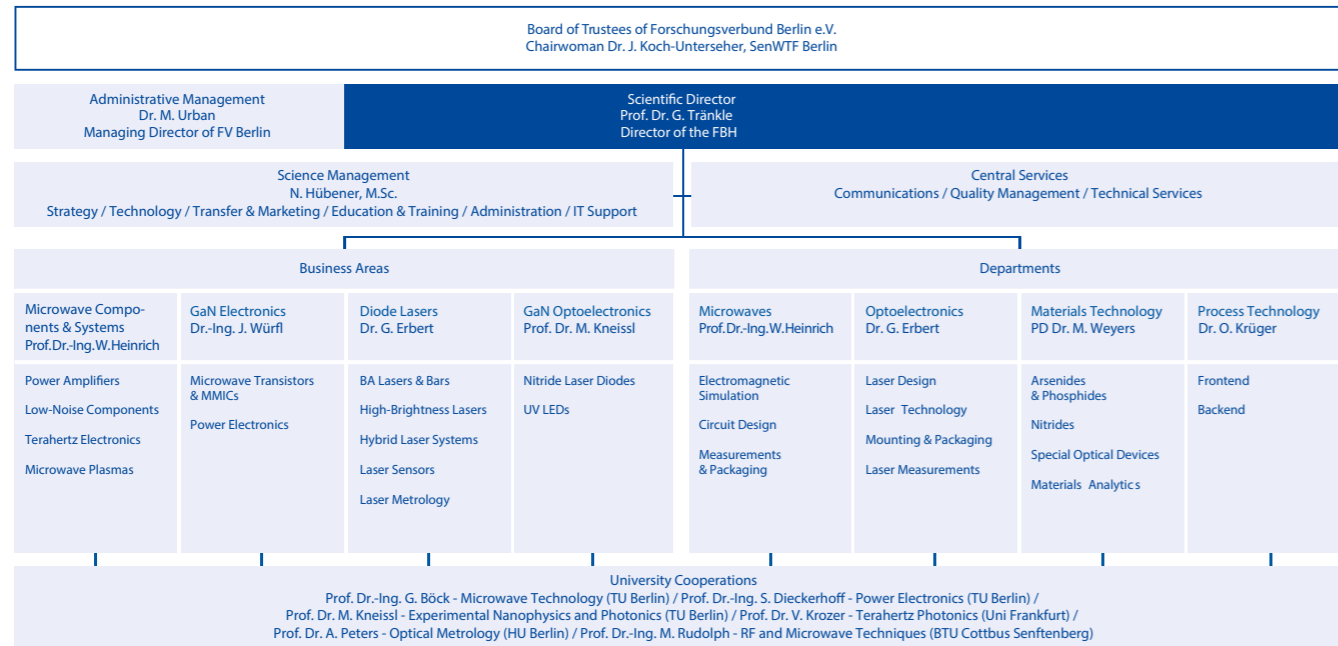 Board of Trustees of Forschungsverbund Berlin e.V.
Chairwoman Dr. J. Koch-Unterseher, SenWTF Berlin
Administrative Management
Dr. M. Urban
Managing Director of FV Berlin
Scientific Director
Prof. Dr. G. Tränkle
Director of the FBH
Science Management
N. Hübener, M.Sc.
Strategy / Technology / Transfer & Marketing / Education & Training / Administration / IT Support
Central Services
Communications / Quality Management / Technical Services
Business Areas
Departments
Microwave Compo-
nents & Systems
Prof.Dr.-Ing.W.Heinrich
GaN Electronics
Dr.-Ing. J. Würfl
Diode Lasers
Dr. G. Erbert
GaN Optoelectronics
Prof. Dr. M. Kneissl
Microwaves
Prof.Dr.-Ing.W.Heinrich
Optoelectronics
Dr. G. Erbert
Materials Technology
PD Dr. M. Weyers
Process Technology
Dr. O. Krüger
Power Amplifiers
Low-Noise Components
Terahertz Electronics
Microwave Plasmas
Microwave Transistors
& MMICs
Power Electronics
BA Lasers & Bars
High-Brightness Lasers
Hybrid Laser Systems
Laser Sensors
Laser Metrology
Nitride Laser Diodes
UV LEDs
Electromagnetic
Simulation
Circuit Design
Measurements
& Packaging
Laser Design
Laser Technology
Mounting & Packaging
Laser Measurements
Arsenides
& Phosphides
Nitrides
Special Optical Devices
Materials Analytics
Frontend
Backend
University Cooperations
Prof. Dr.-Ing. G. Böck - Microwave Technology (TU Berlin) / Prof. Dr.-Ing. S. Dieckerhoff - Power Electronics (TU Berlin) /
Prof. Dr. M. Kneissl - Experimental Nanophysics and Photonics (TU Berlin) / Prof. Dr. V. Krozer - Terahertz Photonics (Uni Frankfurt) /
Prof. Dr. A. Peters - Optical Metrology (HU Berlin) / Prof. Dr.-Ing. M. Rudolph - RF and Microwave Techniques (BTU Cottbus Senftenberg)